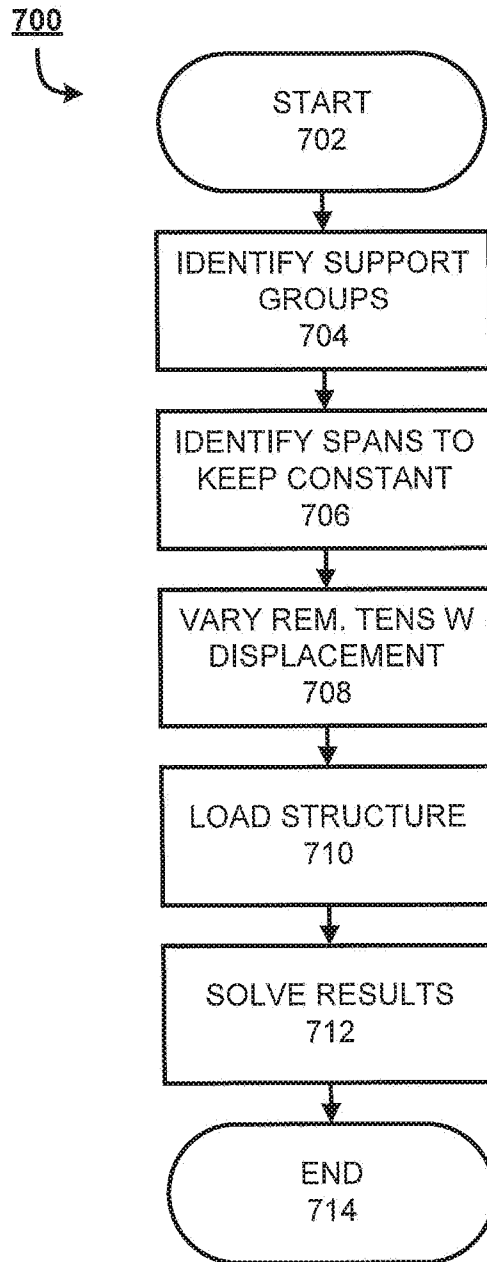 700
START
702
IDENTIFY SUPPORT
GROUPS
704
IDENTIFY SPANS TO
KEEP CONSTANT
706
VARY REM. TENS W
DISPLACEMENT
708
LOAD STRUCTURE
710
SOLVE RESULTS
712
END
714